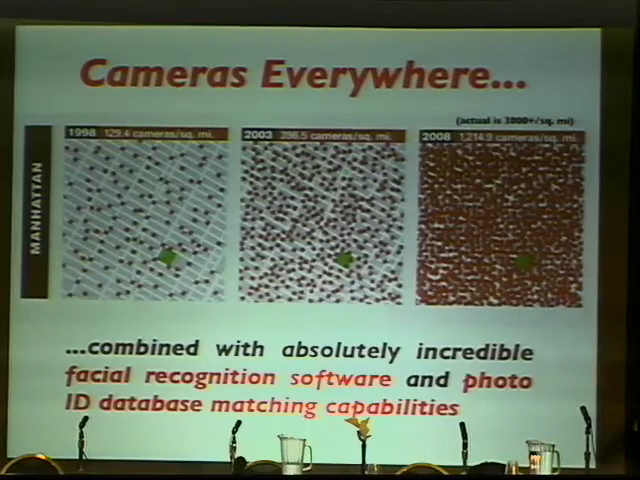 Cameras Everywhere...
(actual is 3000+/sq. mi)
1998 129.4 cameras/sq. mi.
2003 396.5 cameras/sq. mi.
2008 1,214.9 cameras/sq. mi.
MANHATTAN
...combined with absolutely incredible
facial recognition software and photo
ID database matching capabilities